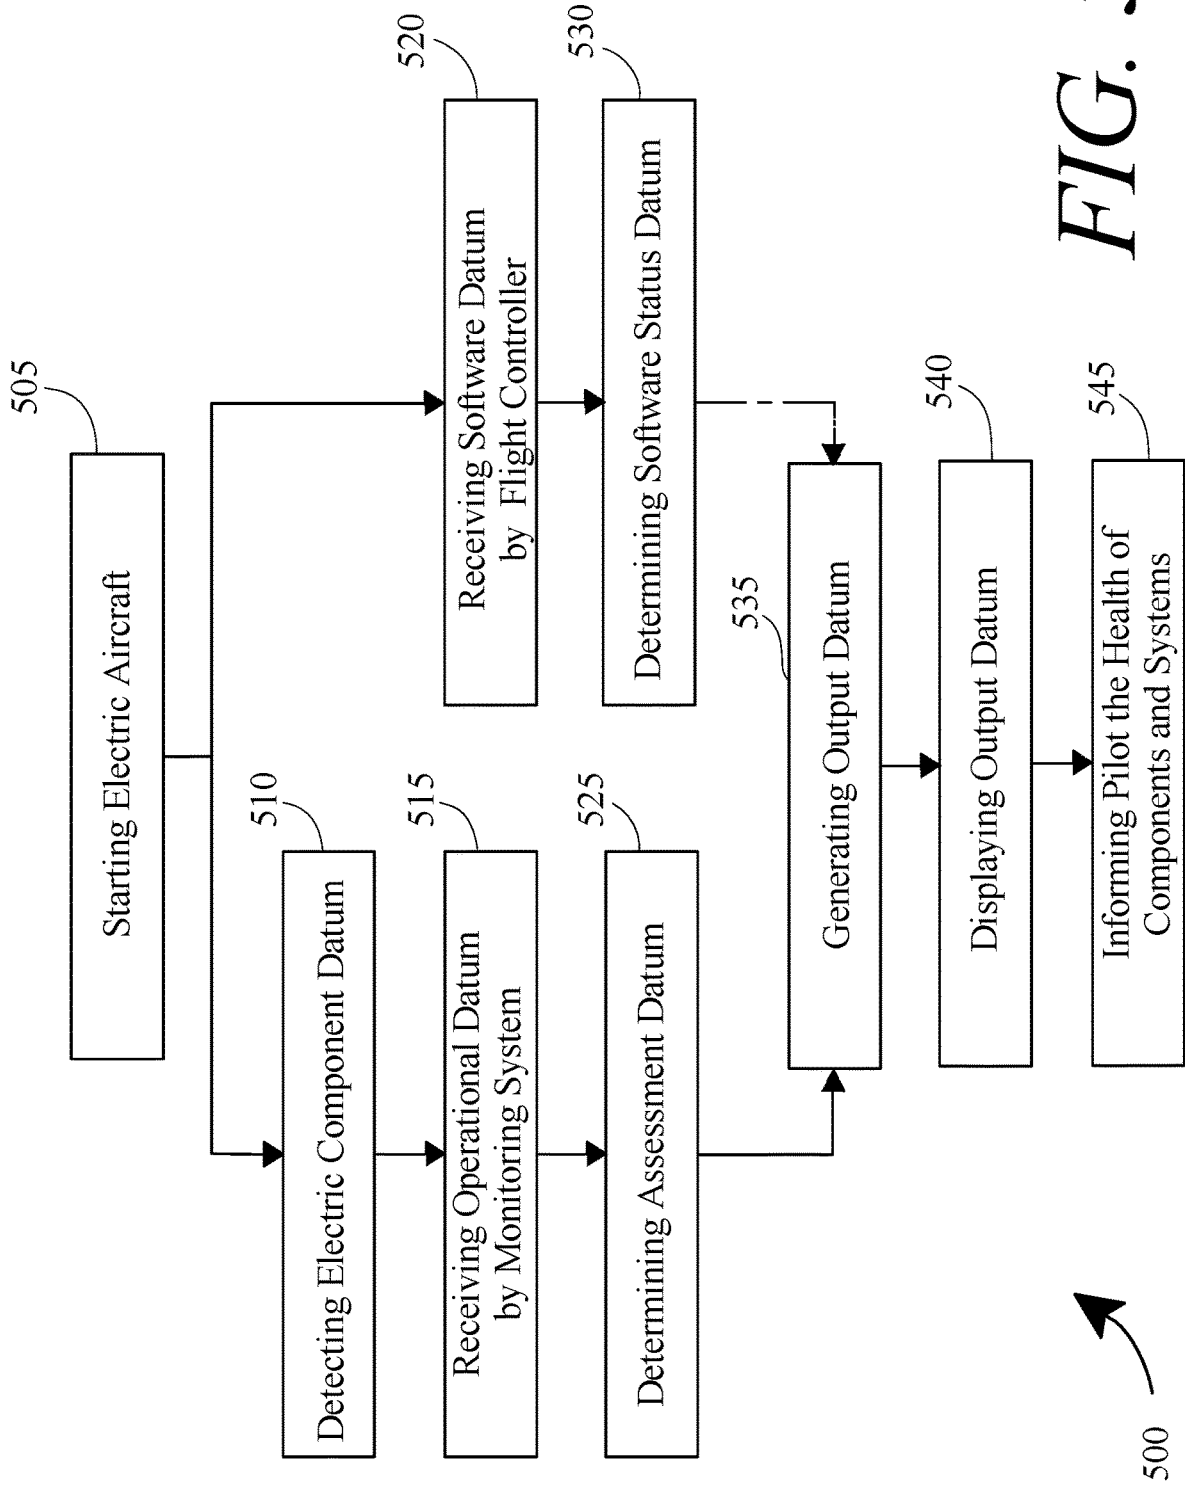 505
Starting Electric Aircraft
510
Detecting Electric Component Datum
515
Receiving Operational Datum
by Monitoring System
525
Determining Assessment Datum
520
Receiving Software Datum
by Flight Controller
530
Determining Software Status Datum
535
Generating Output Datum
540
Displaying Output Datum
545
Informing Pilot the Health of
Components and Systems
500
FIG.